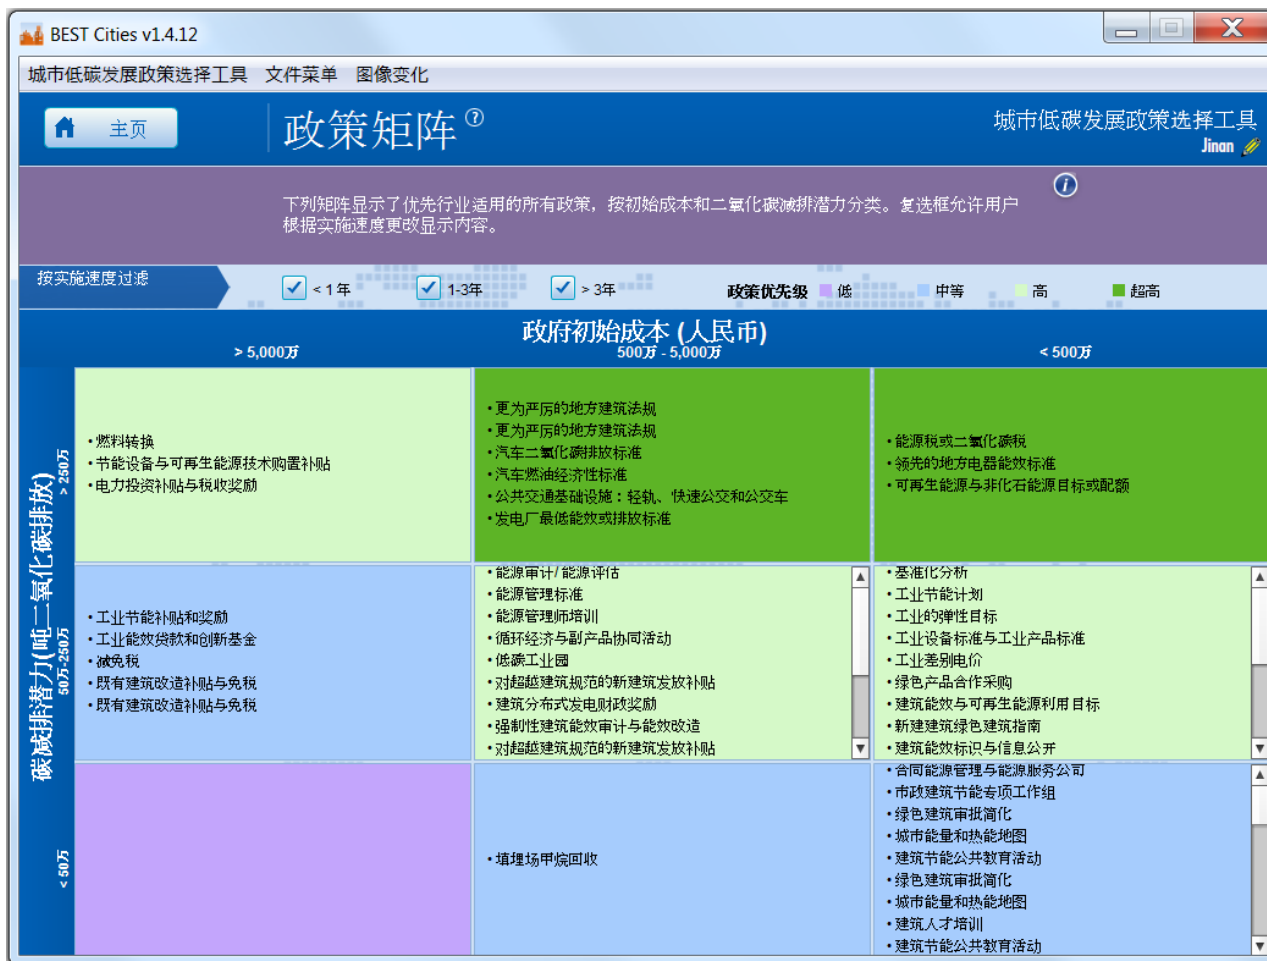 BEST Cities v1.4.12
城市低碳发展政策选择工具 文件菜单 图像变化
主页
政策矩阵 ?
城市低碳发展政策选择工具
Jinan
下列矩阵显示了优先行业适用的所有政策，按初始成本和二氧化碳减排潜力分类。复选框允许用户
根据实施速度更改显示内容。
i
按实施速度过滤
< 1 年 1-3年 > 3年 政策优先级 低 中等 高 超高
政府初始成本 (人民币)
> 5,000万 500万 - 5,000万 < 500万
碳减排潜力(吨二氧化碳排放)
> 250万
• 燃料转换
• 节能设备与可再生能源技术购置补贴
• 电力投资补贴与税收奖励
• 更为严厉的地方建筑法规
• 更为严厉的地方建筑法规
• 汽车二氧化碳排放标准
• 汽车燃油经济性标准
• 公共交通基础设施：轻轨、快速公交和公交车
• 发电厂最低能效或排放标准
• 能源税或二氧化碳税
• 领先的地方电器能效标准
• 可再生能源与非化石能源目标或配额
50万-250万
• 工业节能补贴和奖励
• 工业能效贷款和创新基金
• 减免税
• 既有建筑改造补贴与免税
• 既有建筑改造补贴与免税
• 能源审计/ 能源评估
• 能源管理标准
• 能源管理师培训
• 循环经济与副产品协同活动
• 低碳工业园
• 对超越建筑规范的新建筑发放补贴
• 建筑分布式发电财政奖励
• 强制性建筑能效审计与能效改造
• 对超越建筑规范的新建筑发放补贴
• 基准化分析
• 工业节能计划
• 工业的弹性目标
• 工业设备标准与工业产品标准
• 工业差别电价
• 绿色产品合作采购
• 建筑能效与可再生能源利用目标
• 新建建筑绿色建筑指南
• 建筑能效标识与信息公开
< 50万
• 填埋场甲烷回收
• 合同能源管理与能源服务公司
• 市政建筑节能专项工作组
• 绿色建筑审批简化
• 城市能量和热能地图
• 建筑节能公共教育活动
• 绿色建筑审批简化
• 城市能量和热能地图
• 建筑人才培训
• 建筑节能公共教育活动